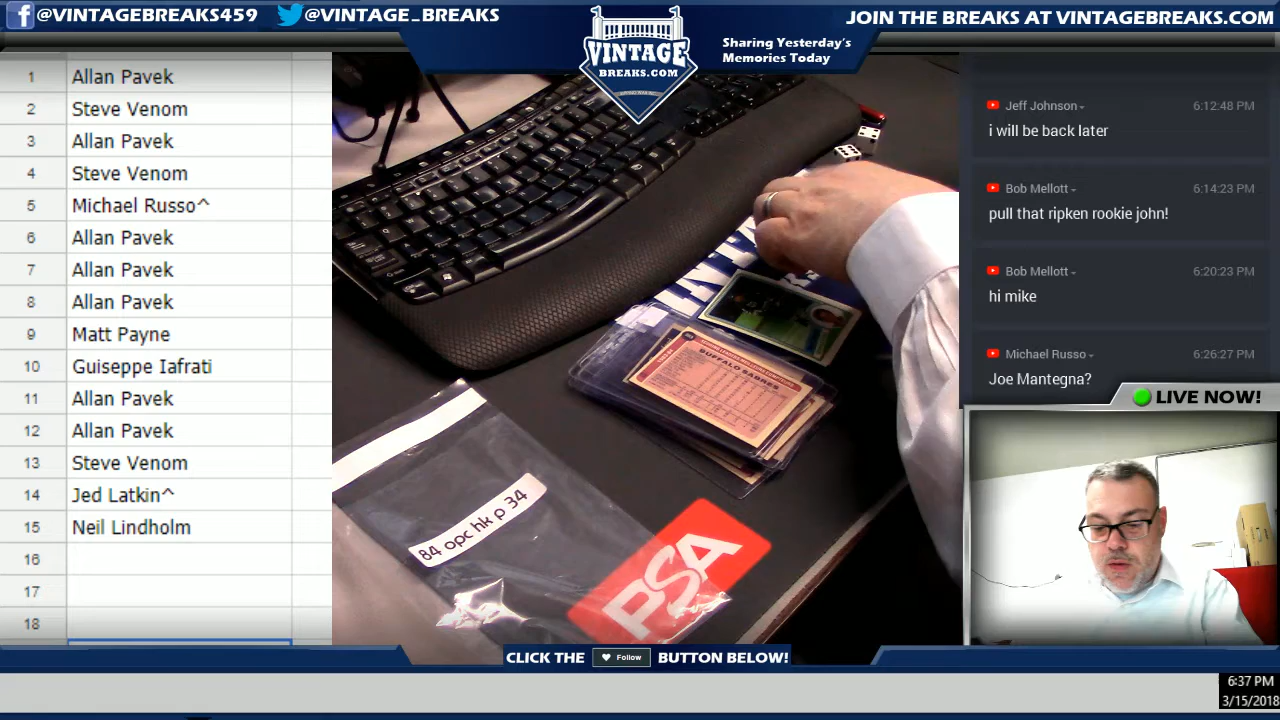 @VINTAGEBREAKS459
@VINTAGE_BREAKS
VINTAGE
BREAKS.COM
Sharing Yesterday's
Memories Today
JOIN THE BREAKS AT VINTAGEBREAKS.COM
1 Allan Pavek
2 Steve Venom
3 Allan Pavek
4 Steve Venom
5 Michael Russo^
6 Allan Pavek
7 Allan Pavek
8 Allan Pavek
9 Matt Payne
10 Guiseppe Iafrati
11 Allan Pavek
12 Allan Pavek
13 Steve Venom
14 Jed Latkin^
15 Neil Lindholm
16
17
18
BUFFALO SABRES
84 opc hk p 34
PSA
Jeff Johnson 6:12:48 PM
i will be back later
Bob Mellott 6:14:23 PM
pull that ripken rookie john!
Bob Mellott 6:20:23 PM
hi mike
Michael Russo 6:26:27 PM
Joe Mantegna?
LIVE NOW!
CLICK THE Follow BUTTON BELOW!
6:37 PM
3/15/2018